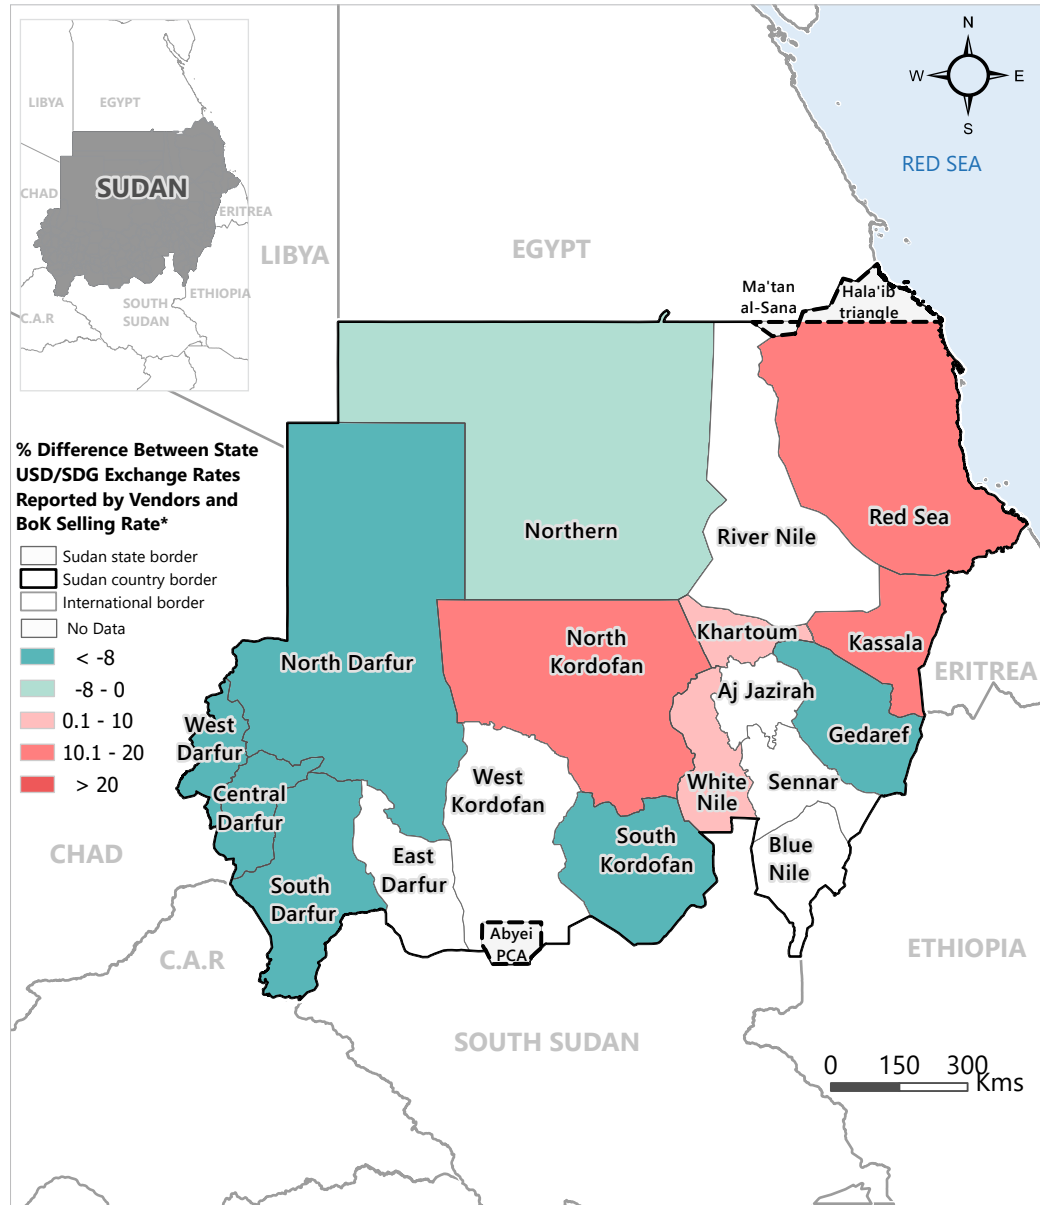 LIBYA
EGYPT
CHAD
SUDAN
ERITREA
ETHIOPIA
SOUTH
SUDAN
C.A.R
N
W
E
S
RED SEA
LIBYA
EGYPT
Ma'tan
al-Sana
Hala'ib
triangle
% Difference Between State
USD/SDG Exchange Rates
Reported by Vendors and
BoK Selling Rate*
Sudan state border
Sudan country border
International border
No Data
< -8
-8 - 0
0.1 - 10
10.1 - 20
> 20
Northern
River Nile
Red Sea
North Darfur
North
Kordofan
Khartoum
Kassala
Aj Jazirah
Gedaref
West
Darfur
Central
Darfur
West
Kordofan
White
Nile
Sennar
South
Kordofan
Blue
Nile
East
Darfur
South
Darfur
Abyei
PCA
ERITREA
CHAD
C.A.R
SOUTH SUDAN
ETHIOPIA
0 150 300
Kms